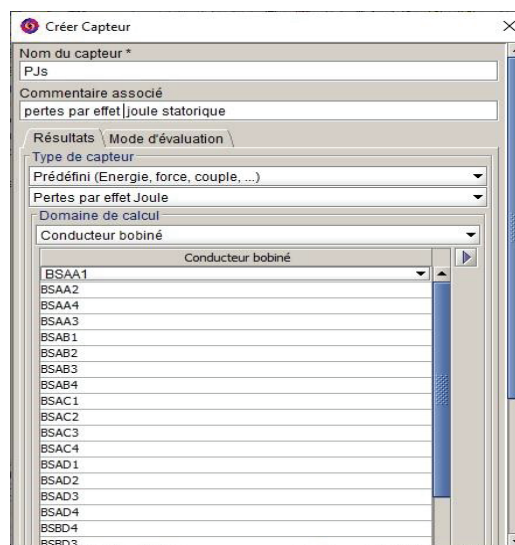 Créer Capteur
Nom du capteur *
PJs
Commentaire associé
pertes par effet joule statorique
Résultats Mode d'évaluation
Type de capteur
Prédéfini (Energie, force, couple, ...)
Pertes par effet Joule
Domaine de calcul
Conducteur bobiné
Conducteur bobiné
BSAA1
BSAA2
BSAA4
BSAA3
BSAB1
BSAB2
BSAB3
BSAB4
BSAC1
BSAC2
BSAC3
BSAC4
BSAD1
BSAD2
BSAD3
BSAD4
BSBD4
BSBD3